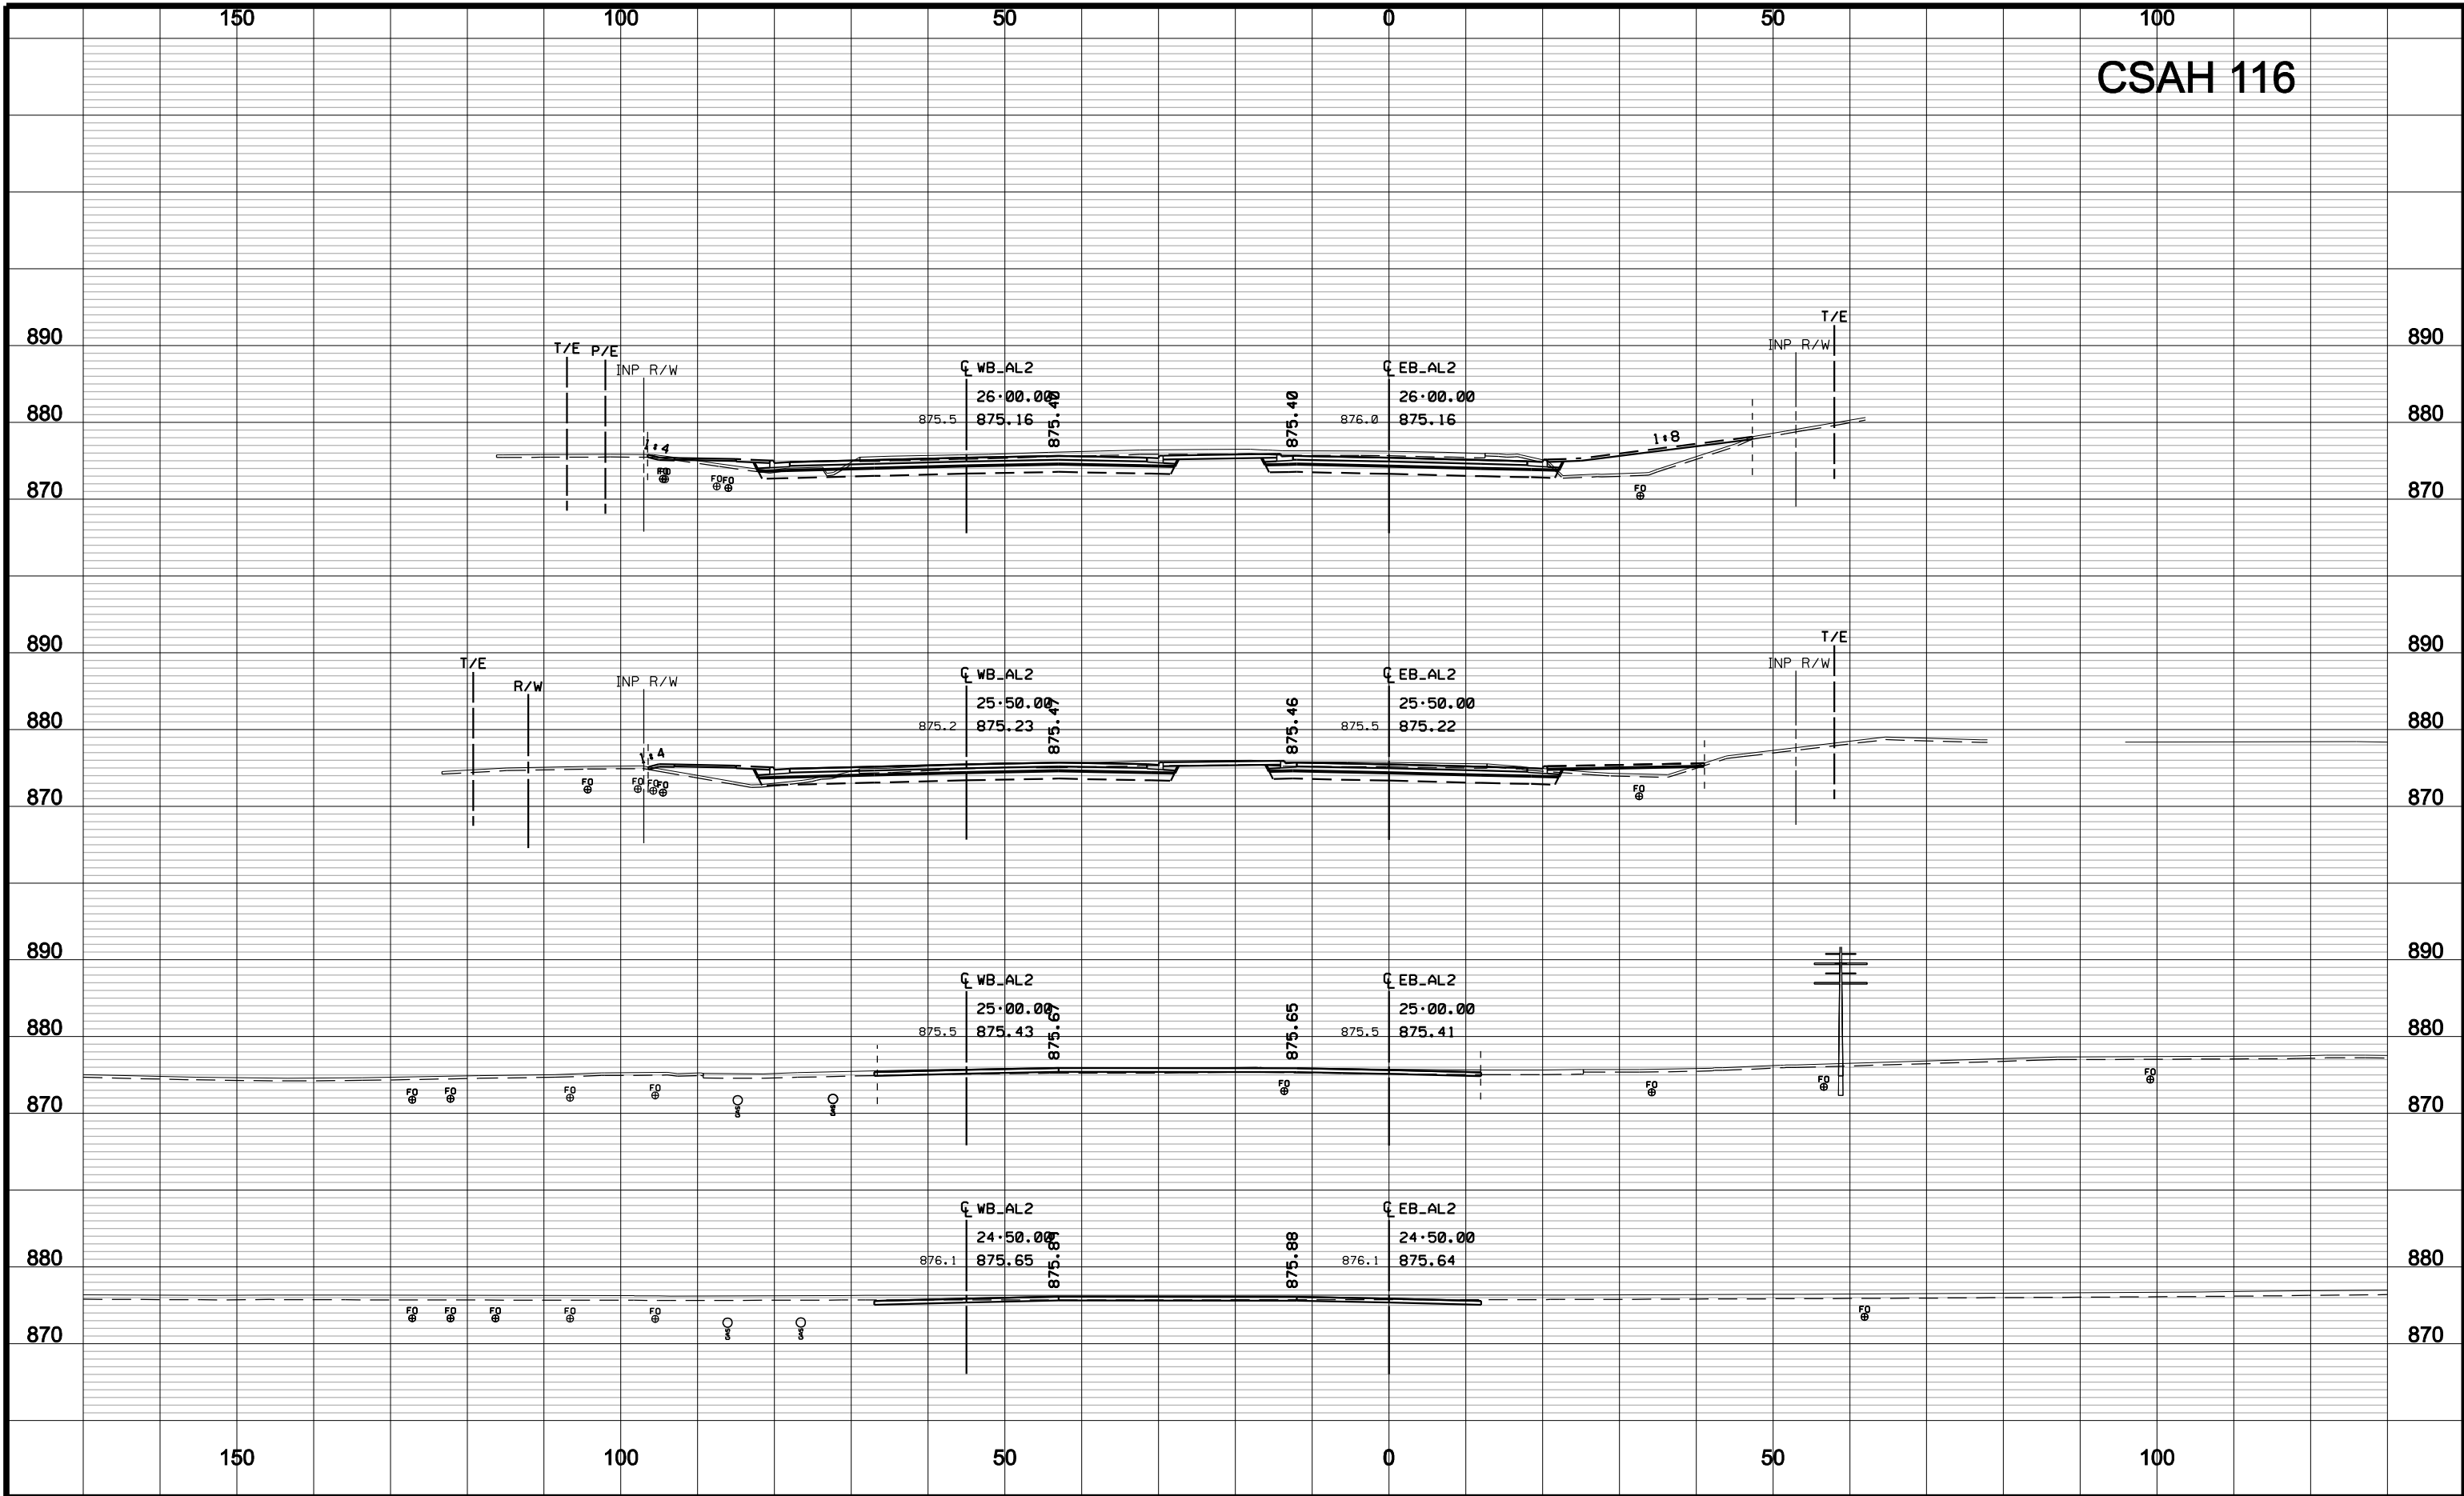 150 100 50 0 50 100
CSAH 116
T/E
890 890
T/E P/E INP R/W
INP R/W
℄ WB_AL2 ℄ EB_AL2
26+00.00 26+00.00
880 875.5 875.16 875.40 875.40 876.0 875.16 880
1:4 1:8
FO FO FO FO
870 870
T/E
890 890
T/E R/W INP R/W INP R/W
℄ WB_AL2 ℄ EB_AL2
25+50.00 25+50.00
880 875.2 875.23 875.47 875.46 875.5 875.22 880
1:4
FO FO FO FO FO
870 870
890 890
℄ WB_AL2 ℄ EB_AL2
25+00.00 25+00.00
880 875.5 875.43 875.67 875.65 875.5 875.41 880
FO FO FO FO FO FO FO FO
870 870
℄ WB_AL2 ℄ EB_AL2
24+50.00 24+50.00
880 876.1 875.65 875.89 875.88 876.1 875.64 880
FO FO FO FO FO FO
870 870
150 100 50 0 50 100